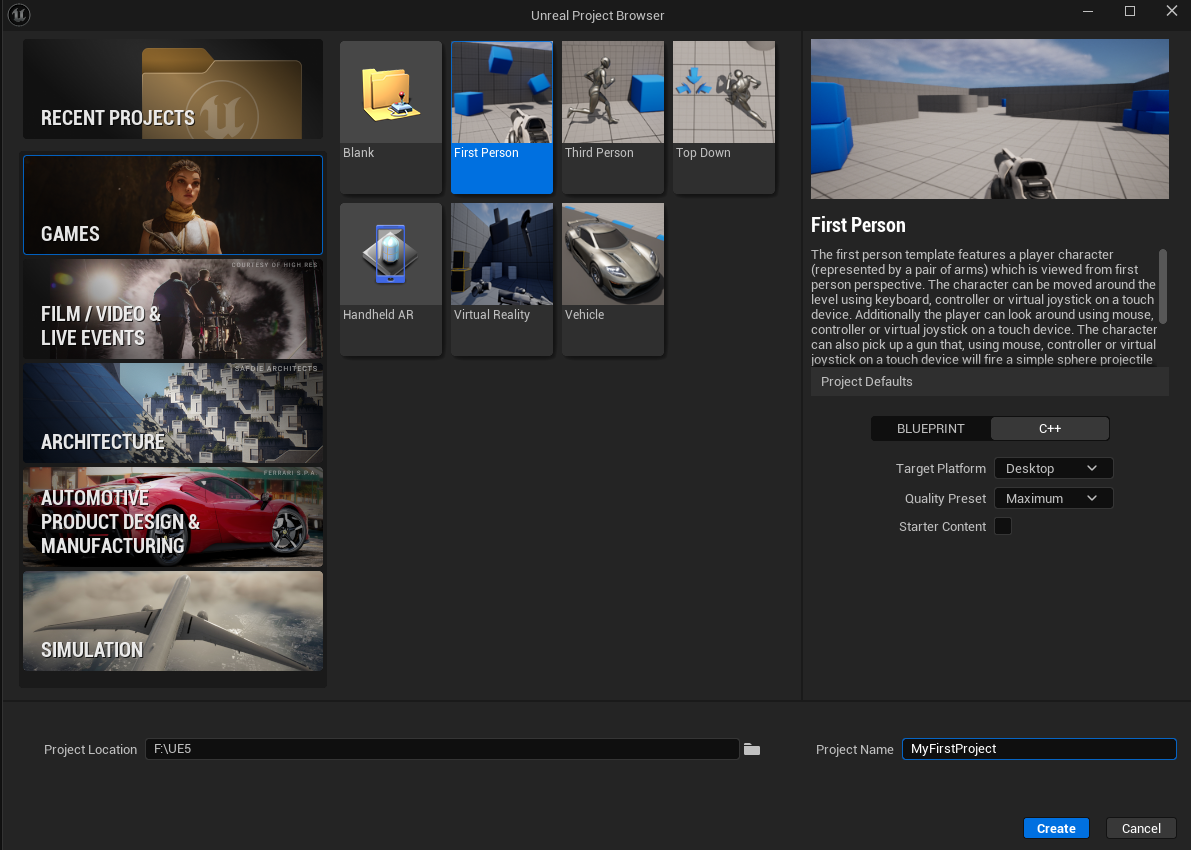 Unreal Project Browser
RECENT PROJECTS
GAMES
COURTESY OF HIGH RES
FILM / VIDEO &
LIVE EVENTS
SAFDIE ARCHITECTS
ARCHITECTURE
FERRARI S.P.A.
AUTOMOTIVE
PRODUCT DESIGN &
MANUFACTURING
SIMULATION
Blank
First Person
Third Person
Top Down
Handheld AR
Virtual Reality
Vehicle
First Person
The first person template features a player character
(represented by a pair of arms) which is viewed from first
person perspective. The character can be moved around the
level using keyboard, controller or virtual joystick on a touch
device. Additionally the player can look around using mouse,
controller or virtual joystick on a touch device. The character
can also pick up a gun that, using mouse, controller or virtual
joystick on a touch device will fire a simple sphere projectile
Project Defaults
BLUEPRINT
C++
Target Platform
Desktop
Quality Preset
Maximum
Starter Content
Project Location
F:\UE5
Project Name
MyFirstProject
Create
Cancel